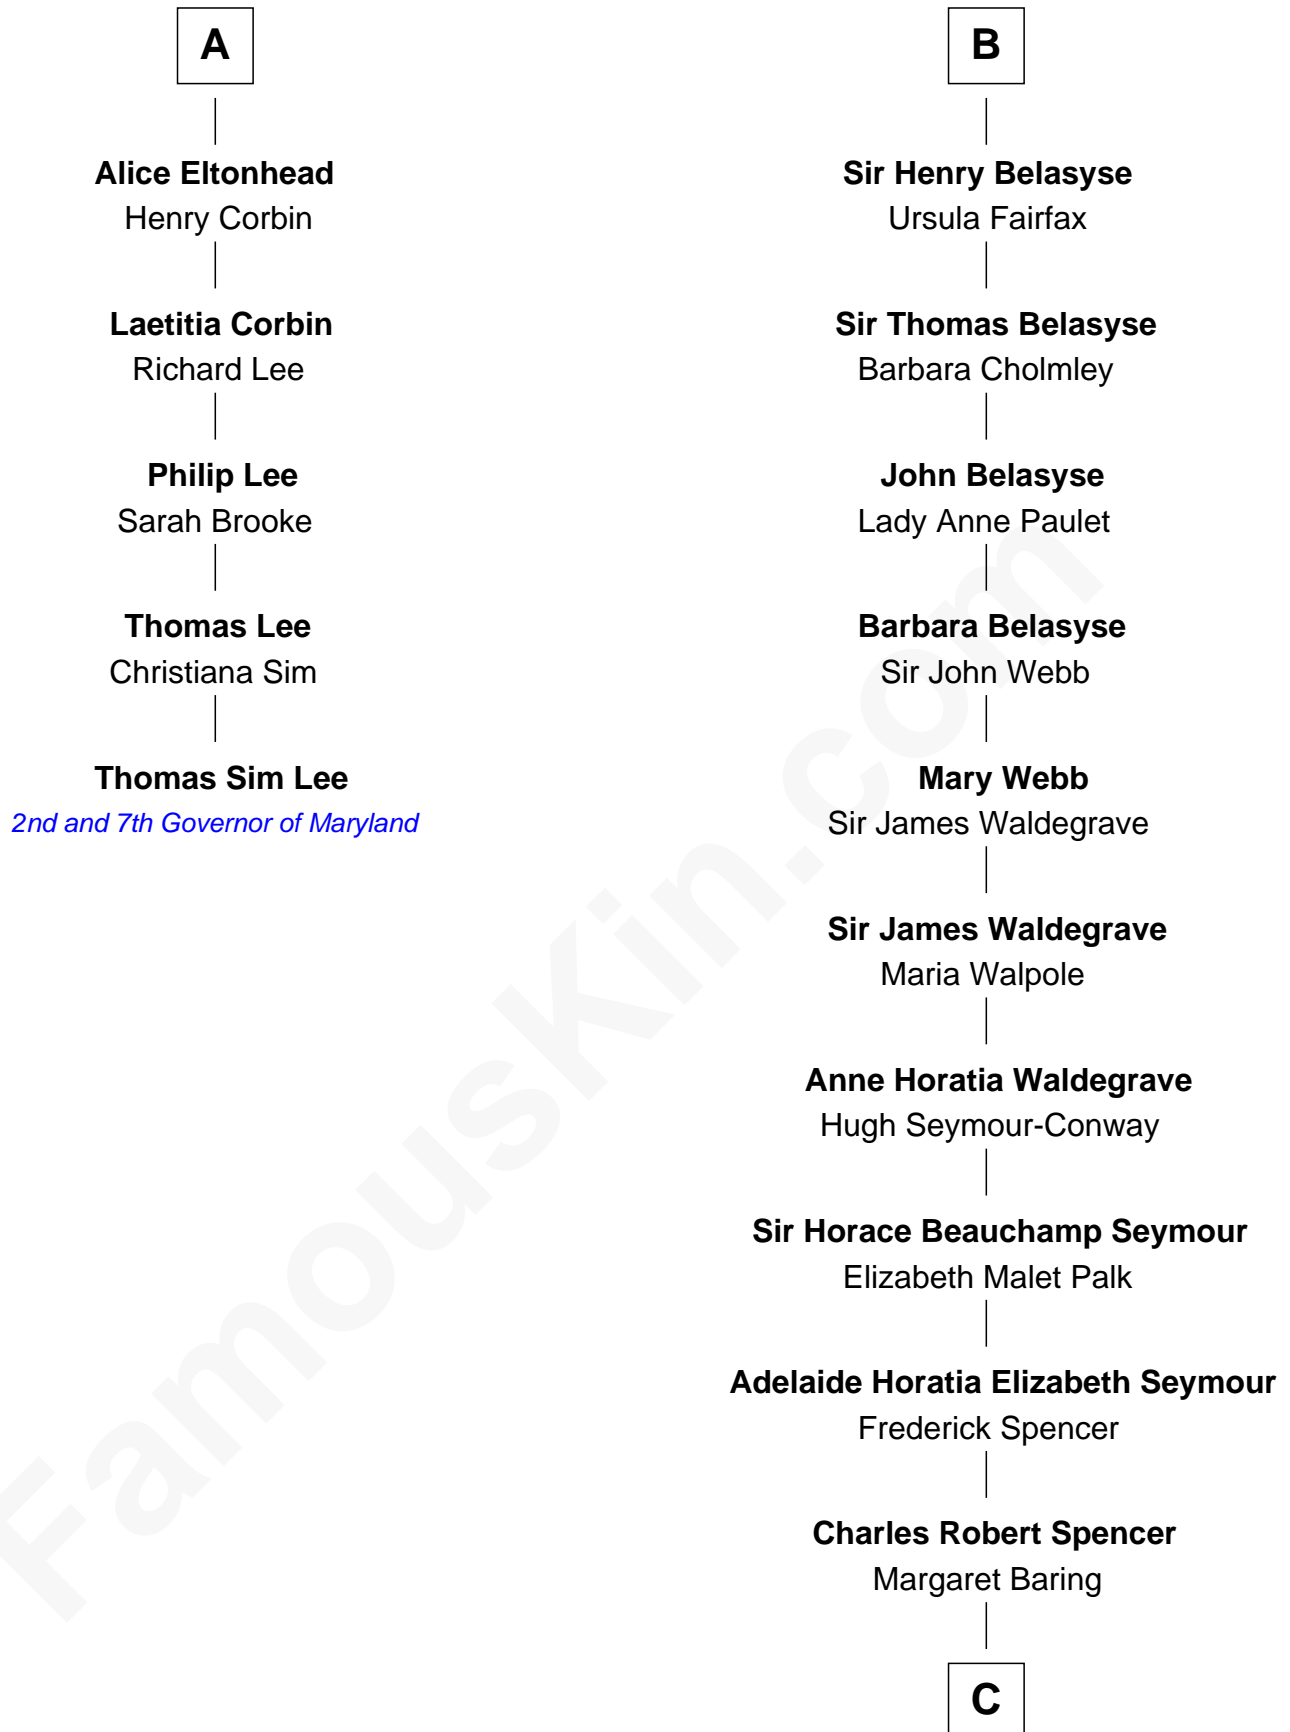 A
Alice Eltonhead
Henry Corbin
Laetitia Corbin
Richard Lee
Philip Lee
Sarah Brooke
Thomas Lee
Christiana Sim
Thomas Sim Lee
2nd and 7th Governor of Maryland
B
Sir Henry Belasyse
Ursula Fairfax
Sir Thomas Belasyse
Barbara Cholmley
John Belasyse
Lady Anne Paulet
Barbara Belasyse
Sir John Webb
Mary Webb
Sir James Waldegrave
Sir James Waldegrave
Maria Walpole
Anne Horatia Waldegrave
Hugh Seymour-Conway
Sir Horace Beauchamp Seymour
Elizabeth Malet Palk
Adelaide Horatia Elizabeth Seymour
Frederick Spencer
Charles Robert Spencer
Margaret Baring
C
FamousKin.com